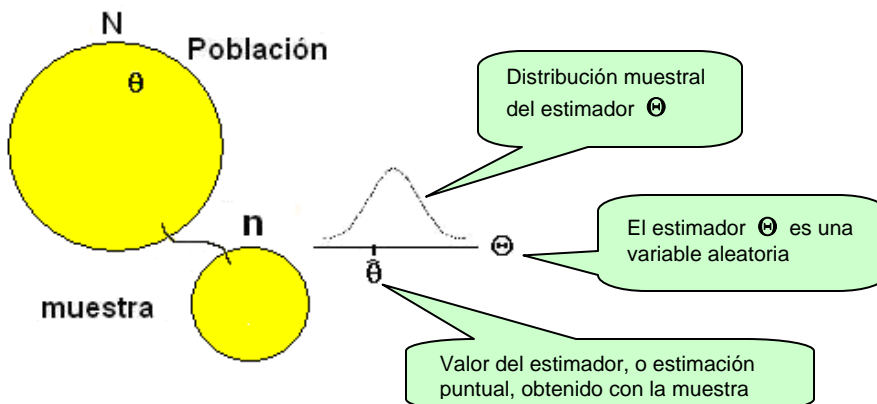 N
Población
θ
Distribución muestral
del estimador Θ
n
El estimador Θ es una
variable aleatoria
Θ
θ̂
muestra
Valor del estimador, o estimación
puntual, obtenido con la muestra